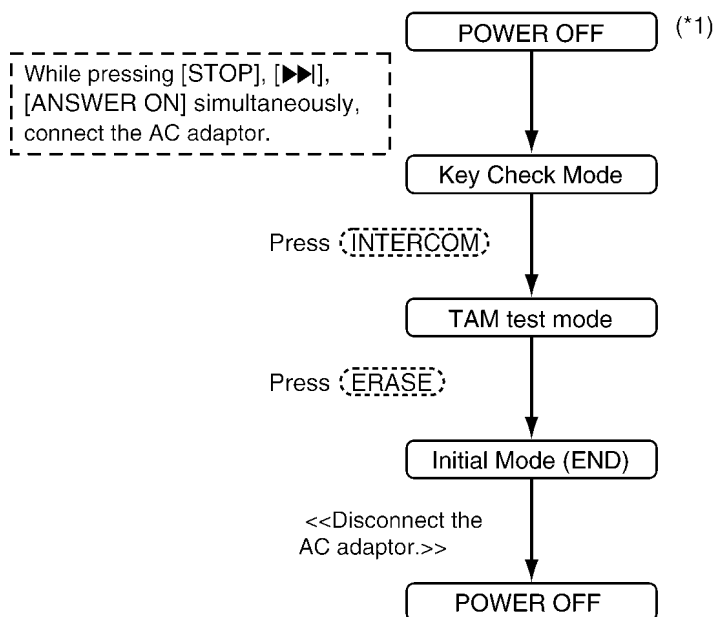 POWER OFF (*1)
While pressing [STOP], [▶▶|],
[ANSWER ON] simultaneously,
connect the AC adaptor.
Key Check Mode
Press INTERCOM
TAM test mode
Press ERASE
Initial Mode (END)
<<Disconnect the
AC adaptor.>>
POWER OFF